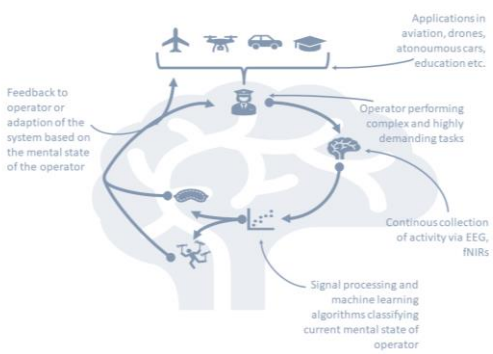 Applications in
aviation, drones,
atonoumous cars,
education etc.
Feedback to
operator or
adaption of the
system based on
the mental state
of the operator
Operator performing
complex and highly
demanding tasks
Continous collection
of activity via EEG,
fNIRs
Signal processing and
machine learning
algorithms classifying
current mental state of
operator